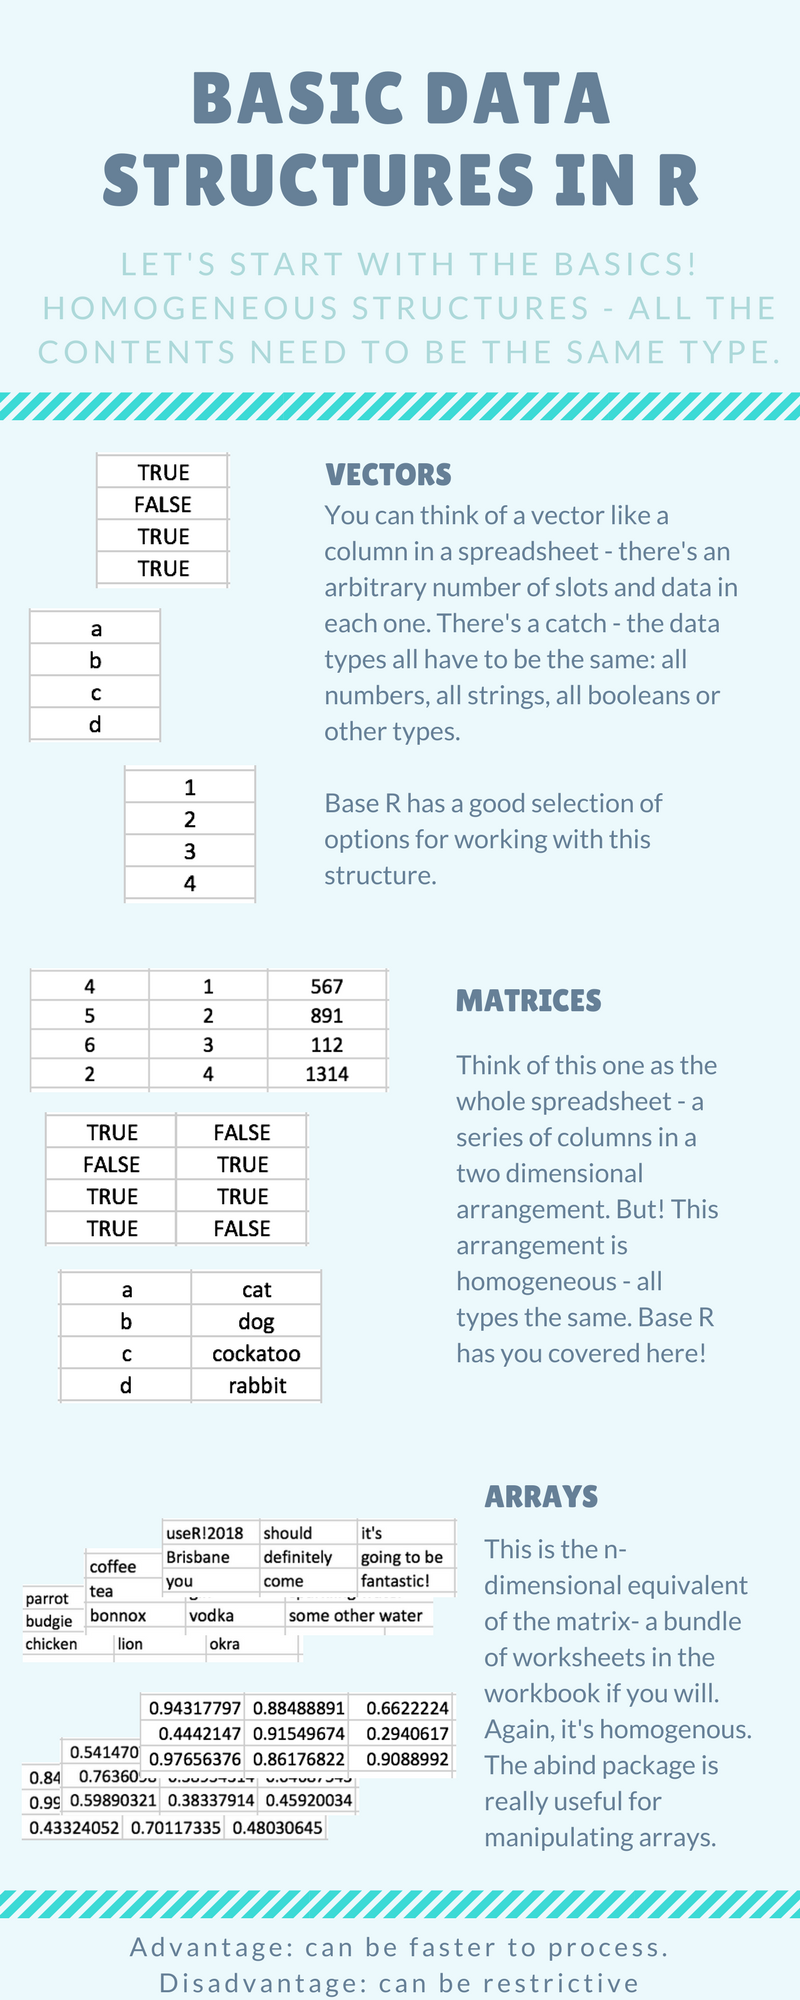 BASIC DATA
STRUCTURES IN R
LET'S START WITH THE BASICS!
HOMOGENEOUS STRUCTURES - ALL THE
CONTENTS NEED TO BE THE SAME TYPE.
TRUE
FALSE
TRUE
TRUE
a
b
c
d
1
2
3
4
VECTORS
You can think of a vector like a
column in a spreadsheet - there's an
arbitrary number of slots and data in
each one. There's a catch - the data
types all have to be the same: all
numbers, all strings, all booleans or
other types.
Base R has a good selection of
options for working with this
structure.
4 1 567
5 2 891
6 3 112
2 4 1314
TRUE FALSE
FALSE TRUE
TRUE TRUE
TRUE FALSE
a cat
b dog
c cockatoo
d rabbit
MATRICES
Think of this one as the
whole spreadsheet - a
series of columns in a
two dimensional
arrangement. But! This
arrangement is
homogeneous - all
types the same. Base R
has you covered here!
useR!2018 should it's
Brisbane definitely going to be
you come fantastic!
coffee
tea
bonnox vodka some other water
parrot
budgie
chicken lion okra
0.94317797 0.88488891 0.6622224
0.4442147 0.91549674 0.2940617
0.97656376 0.86176822 0.9088992
0.541470
0.59890321 0.38337914 0.45920034
0.84
0.99
0.43324052 0.70117335 0.48030645
ARRAYS
This is the n-
dimensional equivalent
of the matrix- a bundle
of worksheets in the
workbook if you will.
Again, it's homogenous.
The abind package is
really useful for
manipulating arrays.
Advantage: can be faster to process.
Disadvantage: can be restrictive